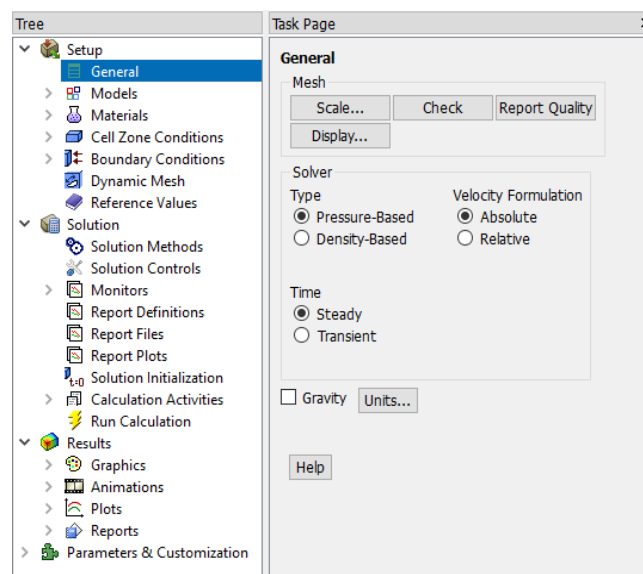 Tree
Setup
General
Models
Materials
Cell Zone Conditions
Boundary Conditions
Dynamic Mesh
Reference Values
Solution
Solution Methods
Solution Controls
Monitors
Report Definitions
Report Files
Report Plots
t=0 Solution Initialization
Calculation Activities
Run Calculation
Results
Graphics
Animations
Plots
Reports
Parameters & Customization
Task Page
General
Mesh
Scale... Check Report Quality
Display...
Solver
Type Velocity Formulation
Pressure-Based Absolute
Density-Based Relative
Time
Steady
Transient
Gravity Units...
Help